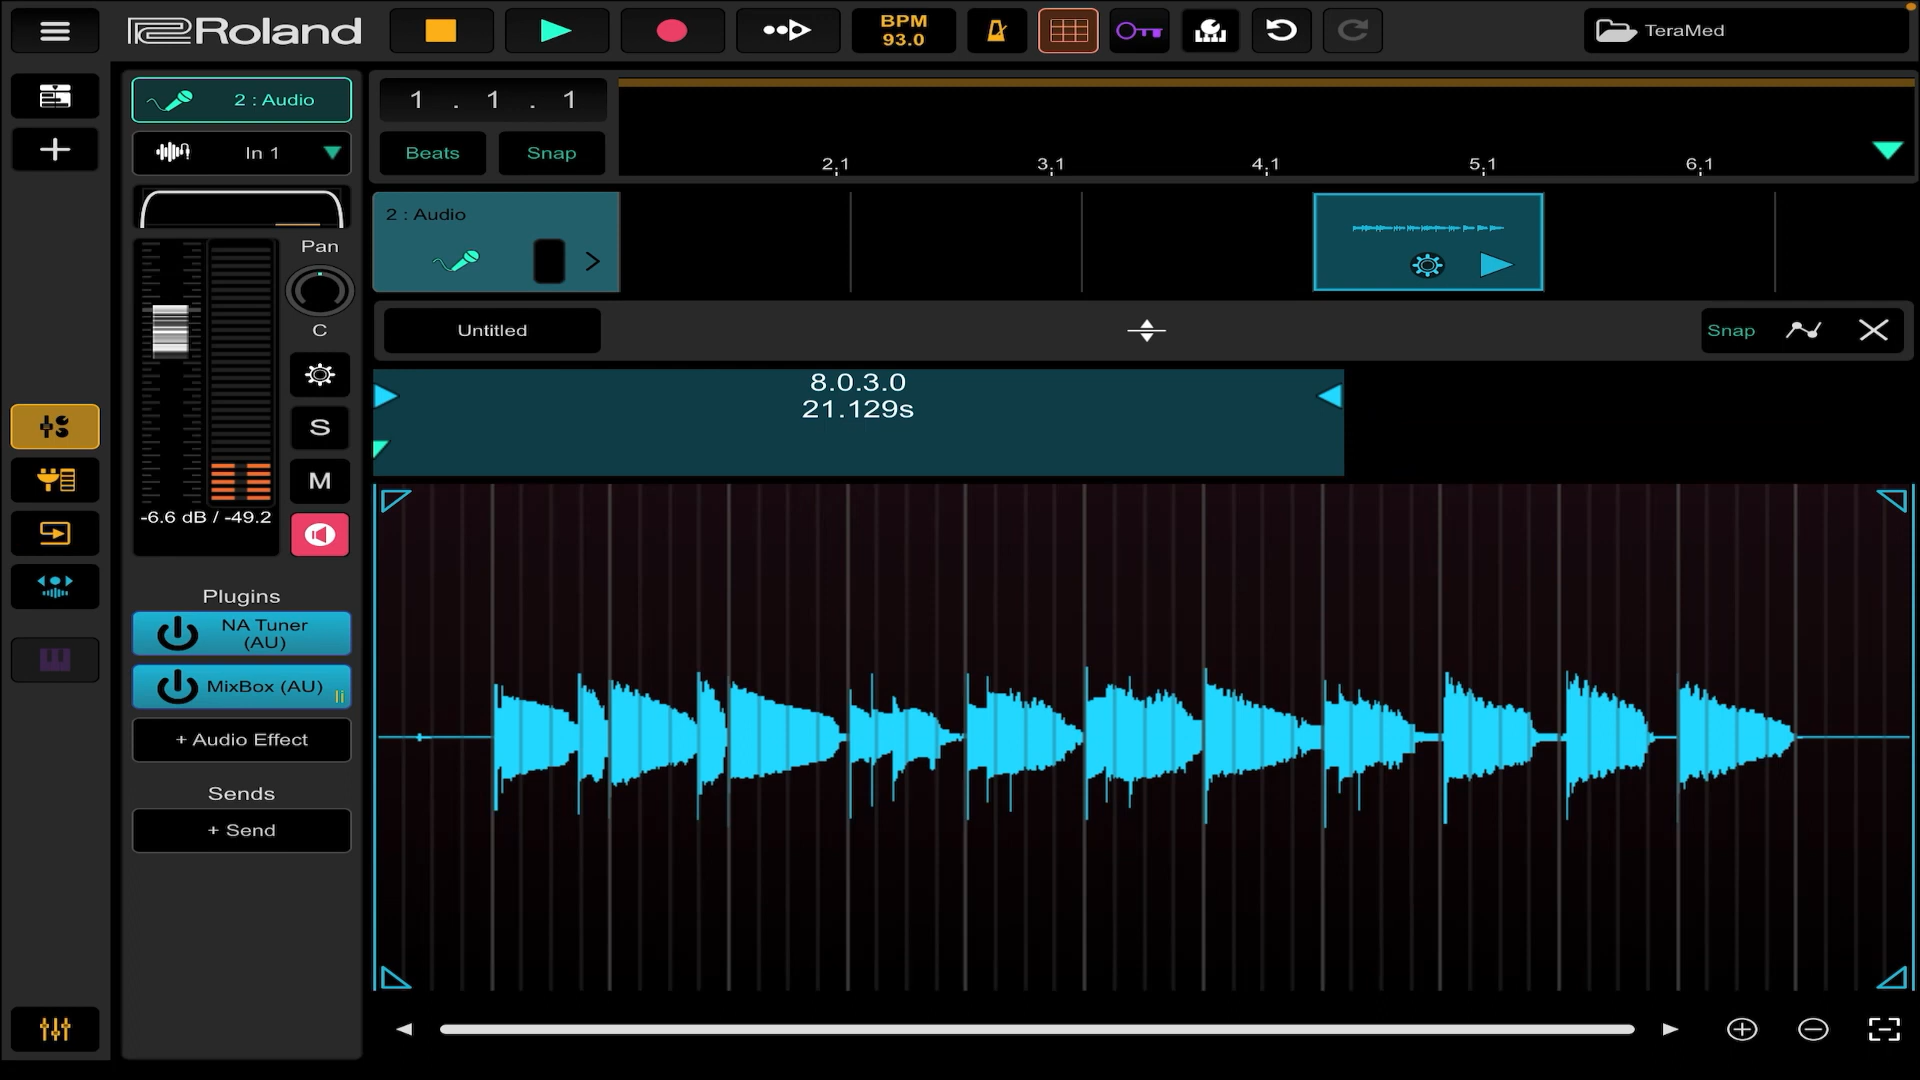 Roland
BPM
93.0
TeraMed
2 : Audio
In 1
1 . 1 . 1
Beats
Snap
2.1
3.1
4.1
5.1
6.1
2 : Audio
Pan
C
Untitled
Snap
8.0.3.0
21.129s
S
M
-6.6 dB / -49.2
Plugins
NA Tuner
(AU)
MixBox (AU)
+ Audio Effect
Sends
+ Send